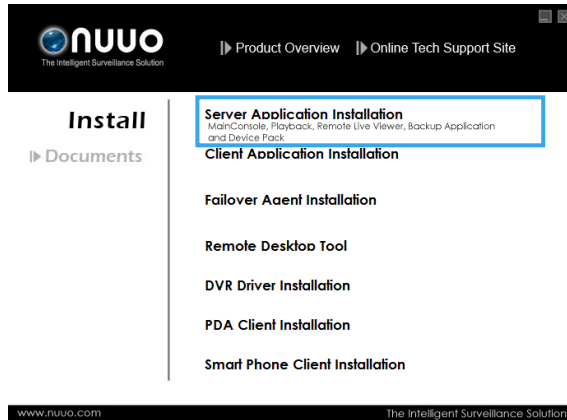 nuuo
The Intelligent Surveillance Solution
Product Overview
Online Tech Support Site
Install
Documents
Server Application Installation
MainConsole, Playback, Remote Live Viewer, Backup Application
and Device Pack
Client Application Installation
Failover Agent Installation
Remote Desktop Tool
DVR Driver Installation
PDA Client Installation
Smart Phone Client Installation
www.nuuo.com
The Intelligent Surveillance Solution